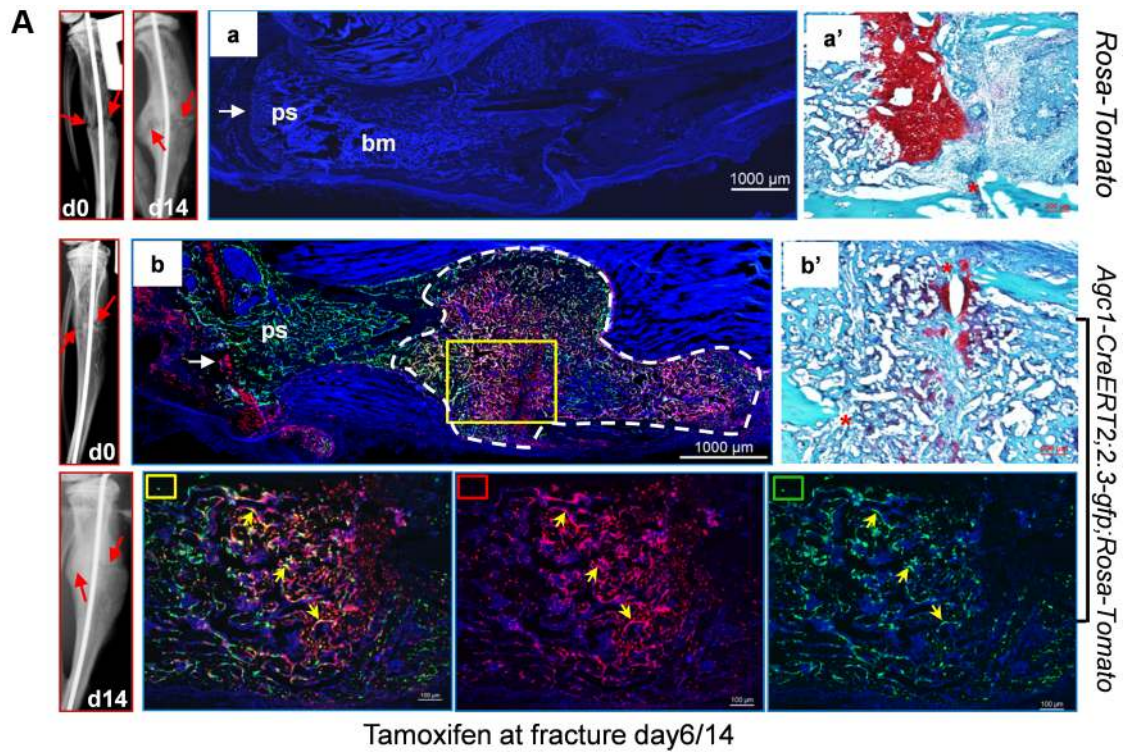 A
d0
d14
a
ps
bm
1000 µm
a'
*
Rosa-Tomato
d0
b
ps
1000 µm
b'
*
*
d14
100 µm
100 µm
100 µm
Agc1-CreERT2;2.3-gfp;Rosa-Tomato
Tamoxifen at fracture day6/14